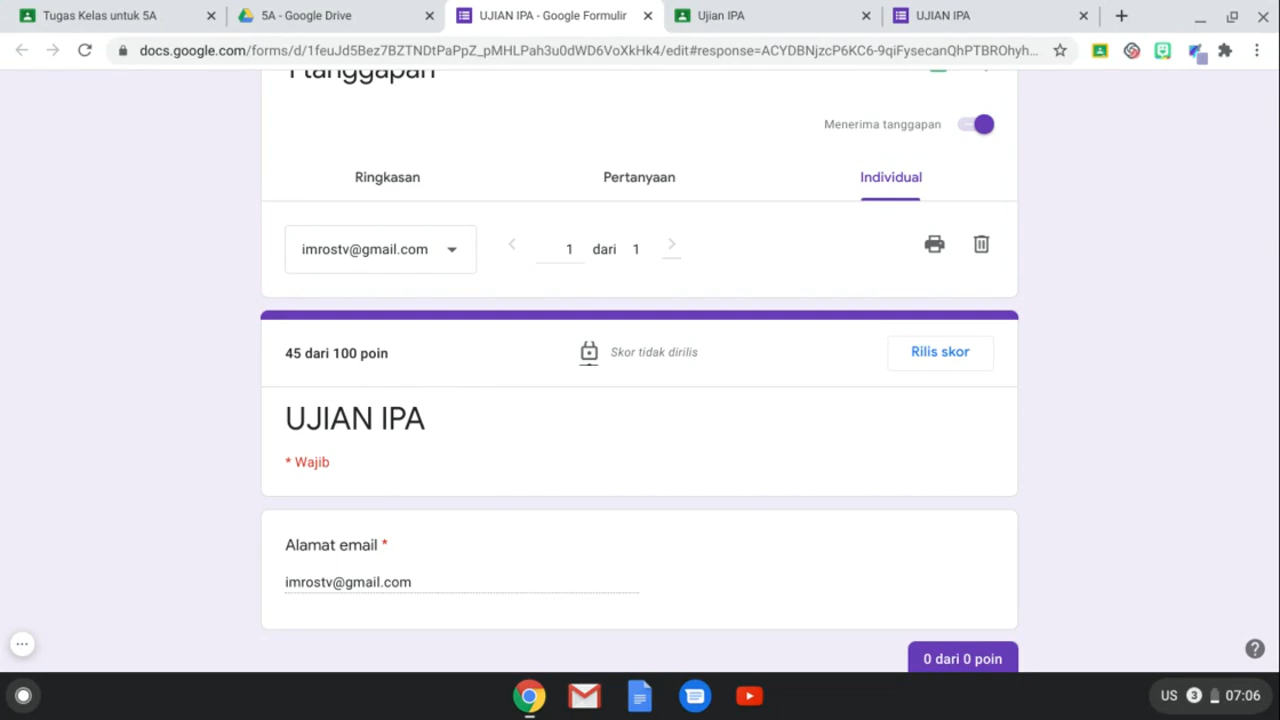 Tugas Kelas untuk 5A
5A - Google Drive
UJIAN IPA - Google Formulir
Ujian IPA
UJIAN IPA
docs.google.com/forms/d/1feuJd5Bez7BZTNDtPaPpZ_pMHLPah3u0dWD6VoXkHk4/edit#response=ACYDBNjzcP6KC6-9qiFysecanQhPTBROhyh...
1 tanggapan
Menerima tanggapan
Ringkasan
Pertanyaan
Individual
imrostv@gmail.com
1 dari 1
45 dari 100 poin
Skor tidak dirilis
Rilis skor
UJIAN IPA
* Wajib
Alamat email *
imrostv@gmail.com
0 dari 0 poin
US 3 07:06